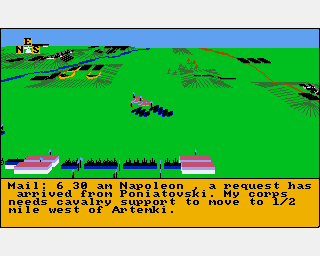 E
N S
Mail: 6.30 am Napoleon , a request has
arrived from Poniatovski. My corps
needs cavalry support to move to 1/2
mile west of Artemki.